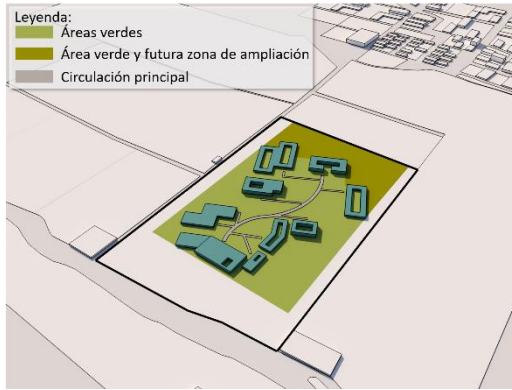 Leyenda:
Áreas verdes
Área verde y futura zona de ampliación
Circulación principal